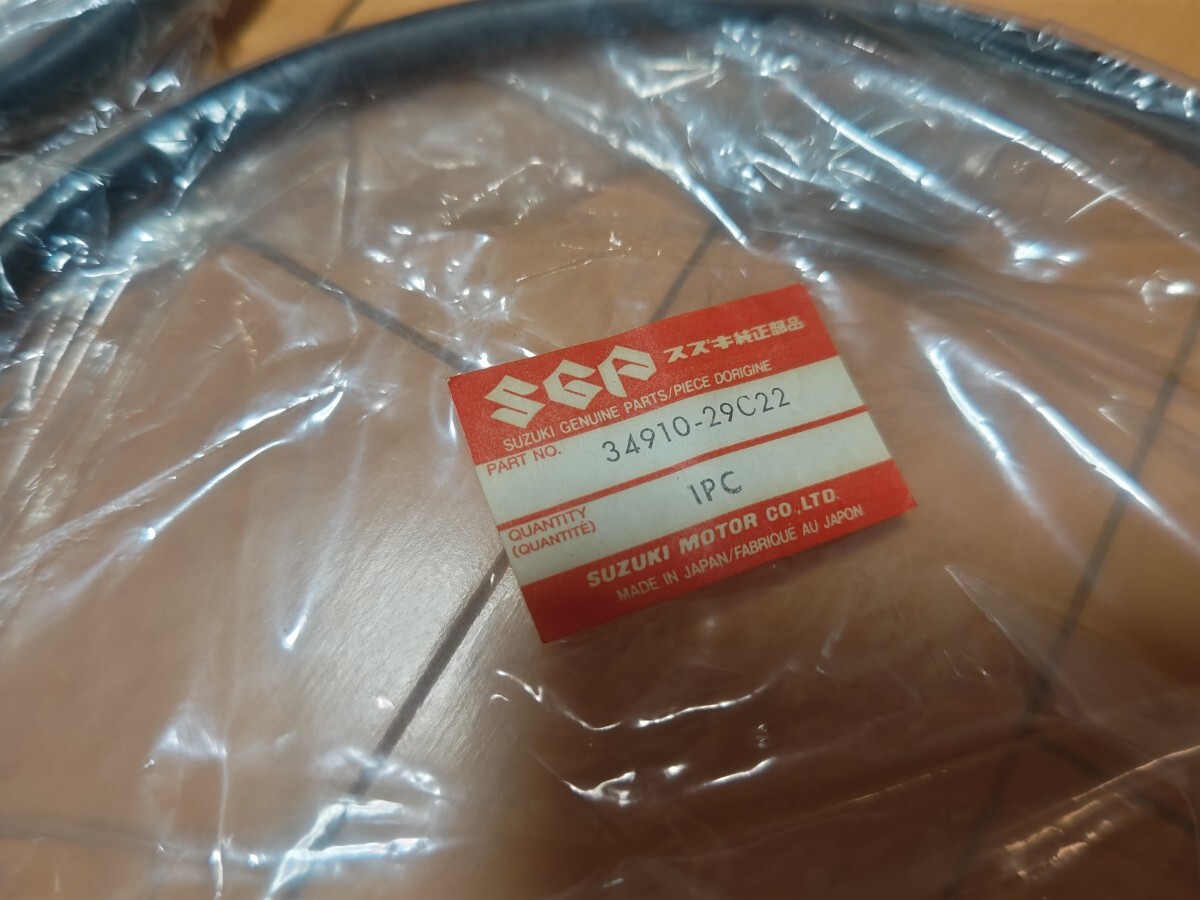 SGP スズキ純正部品
SUZUKI GENUINE PARTS/PIECE DORIGINE
PART NO. 34910-29C22
QUANTITY
(QUANTITÉ) 1PC
SUZUKI MOTOR CO.,LTD.
MADE IN JAPAN/FABRIQUÉ AU JAPON